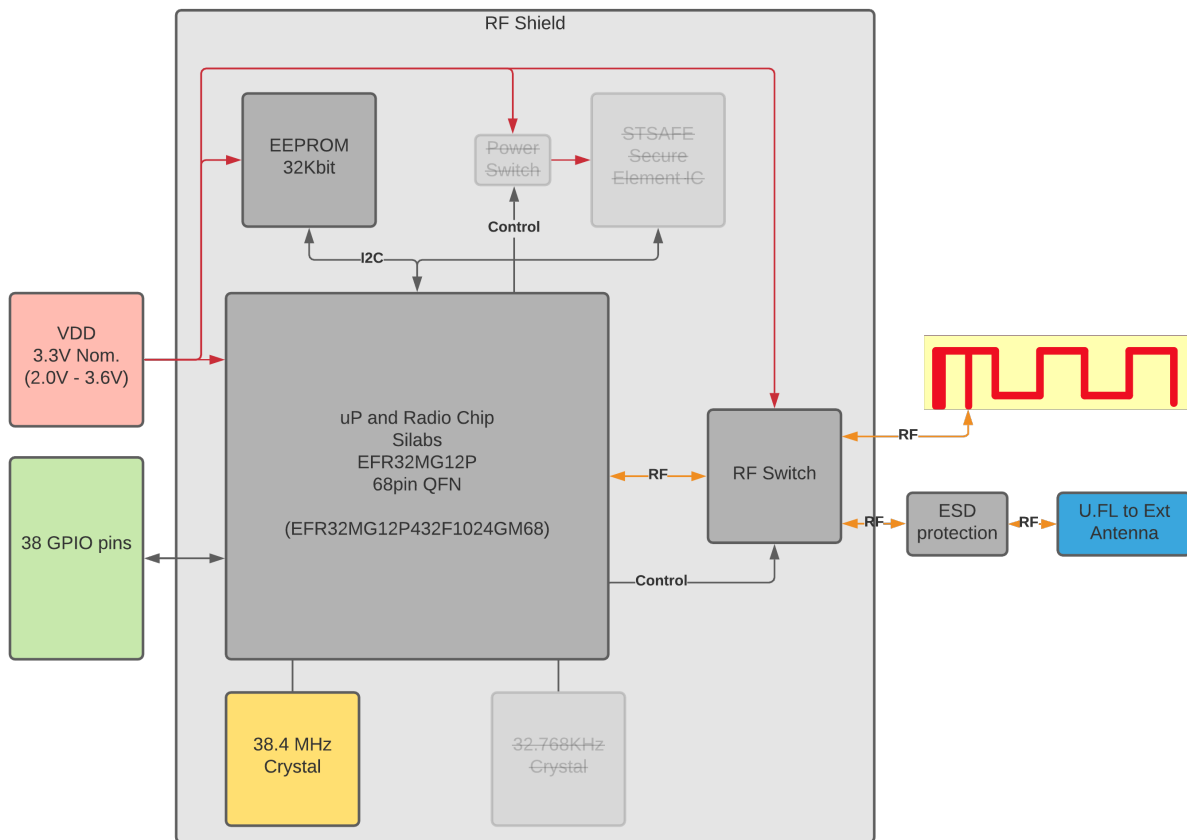 RF Shield
EEPROM
32Kbit
Power
Switch
STSAFE
Secure
Element IC
Control
I2C
VDD
3.3V Nom.
(2.0V - 3.6V)
uP and Radio Chip
Silabs
EFR32MG12P
68pin QFN
(EFR32MG12P432F1024GM68)
RF
RF Switch
RF
RF
ESD
protection
RF
U.FL to Ext
Antenna
38 GPIO pins
Control
38.4 MHz
Crystal
32.768KHz
Crystal